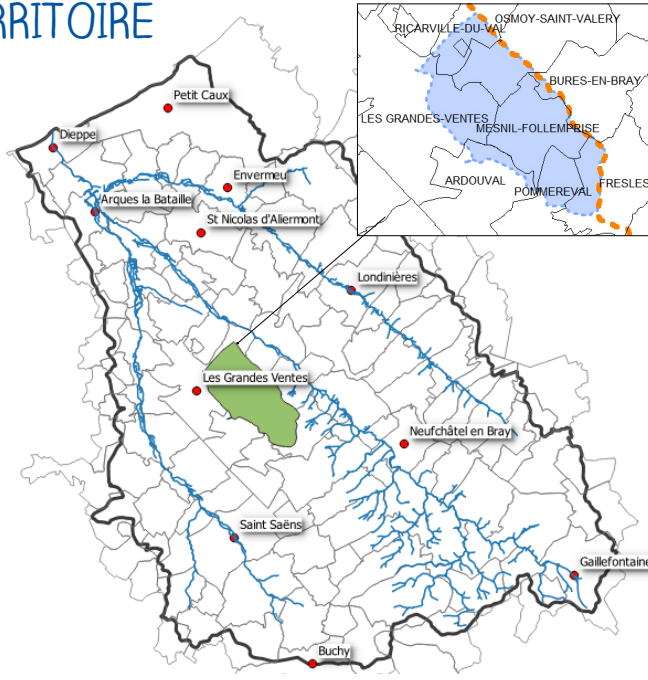 RRITOIRE
OSMOY-SAINT-VALERY
RICARVILLE-DU-VAL
BURES-EN-BRAY
LES GRANDES-VENTES
MESNIL-FOLLEMPRISE
ARDOUVAL
FRESLES
POMMEREVAL
Petit Caux
Dieppe
Envermeu
Arques la Bataille
St Nicolas d'Aliermont
Londinières
Les Grandes Ventes
Neufchâtel en Bray
Saint Saëns
Gaillefontaine
Buchy